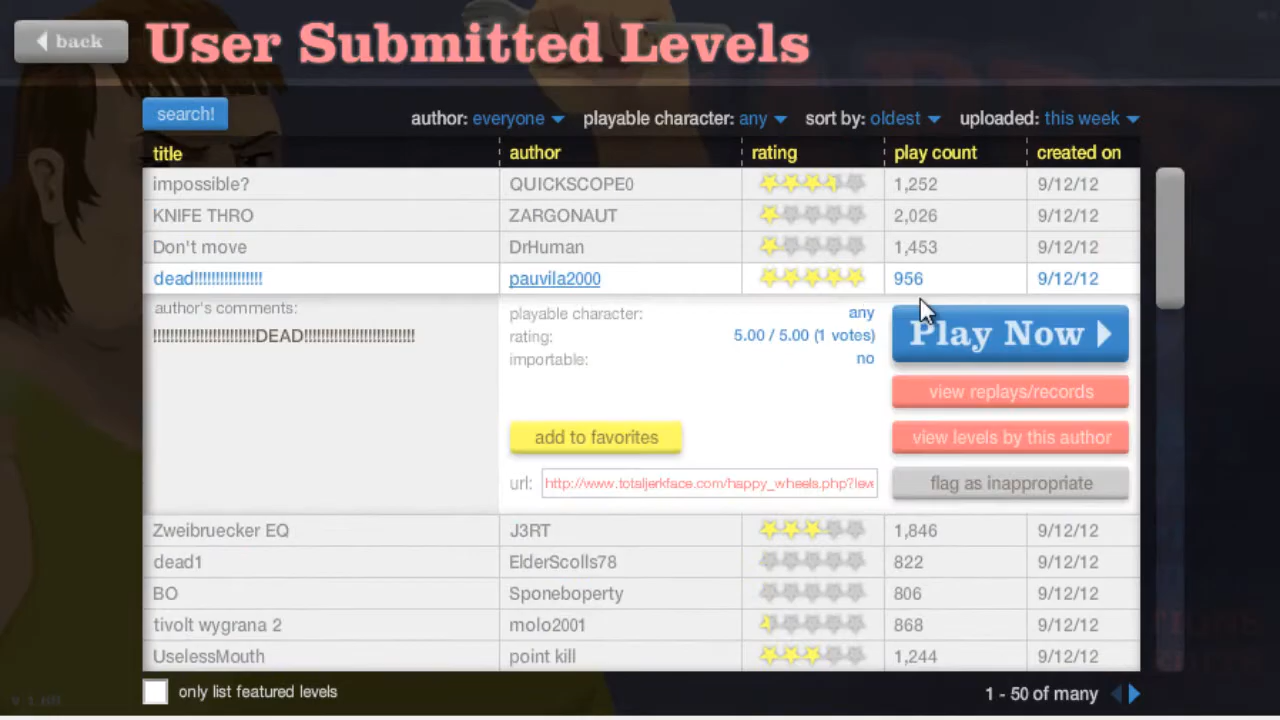 back
User Submitted Levels
search!
author: everyone playable character: any sort by: oldest uploaded: this week
title author rating play count created on
impossible? QUICKSCOPE0 1,252 9/12/12
KNIFE THRO ZARGONAUT 2,026 9/12/12
Don't move DrHuman 1,453 9/12/12
dead!!!!!!!!!!!!!!!! pauvila2000 956 9/12/12
author's comments:
!!!!!!!!!!!!!!!!!!!!!!!!DEAD!!!!!!!!!!!!!!!!!!!!!!!!!!
playable character: any
rating: 5.00 / 5.00 (1 votes)
importable: no
Play Now
view replays/records
add to favorites
view levels by this author
url: http://www.totaljerkface.com/happy_wheels.php?leve
flag as inappropriate
Zweibruecker EQ J3RT 1,846 9/12/12
dead1 ElderScolls78 822 9/12/12
BO Sponeboperty 806 9/12/12
tivolt wygrana 2 molo2001 868 9/12/12
UselessMouth point kill 1,244 9/12/12
only list featured levels
1 - 50 of many